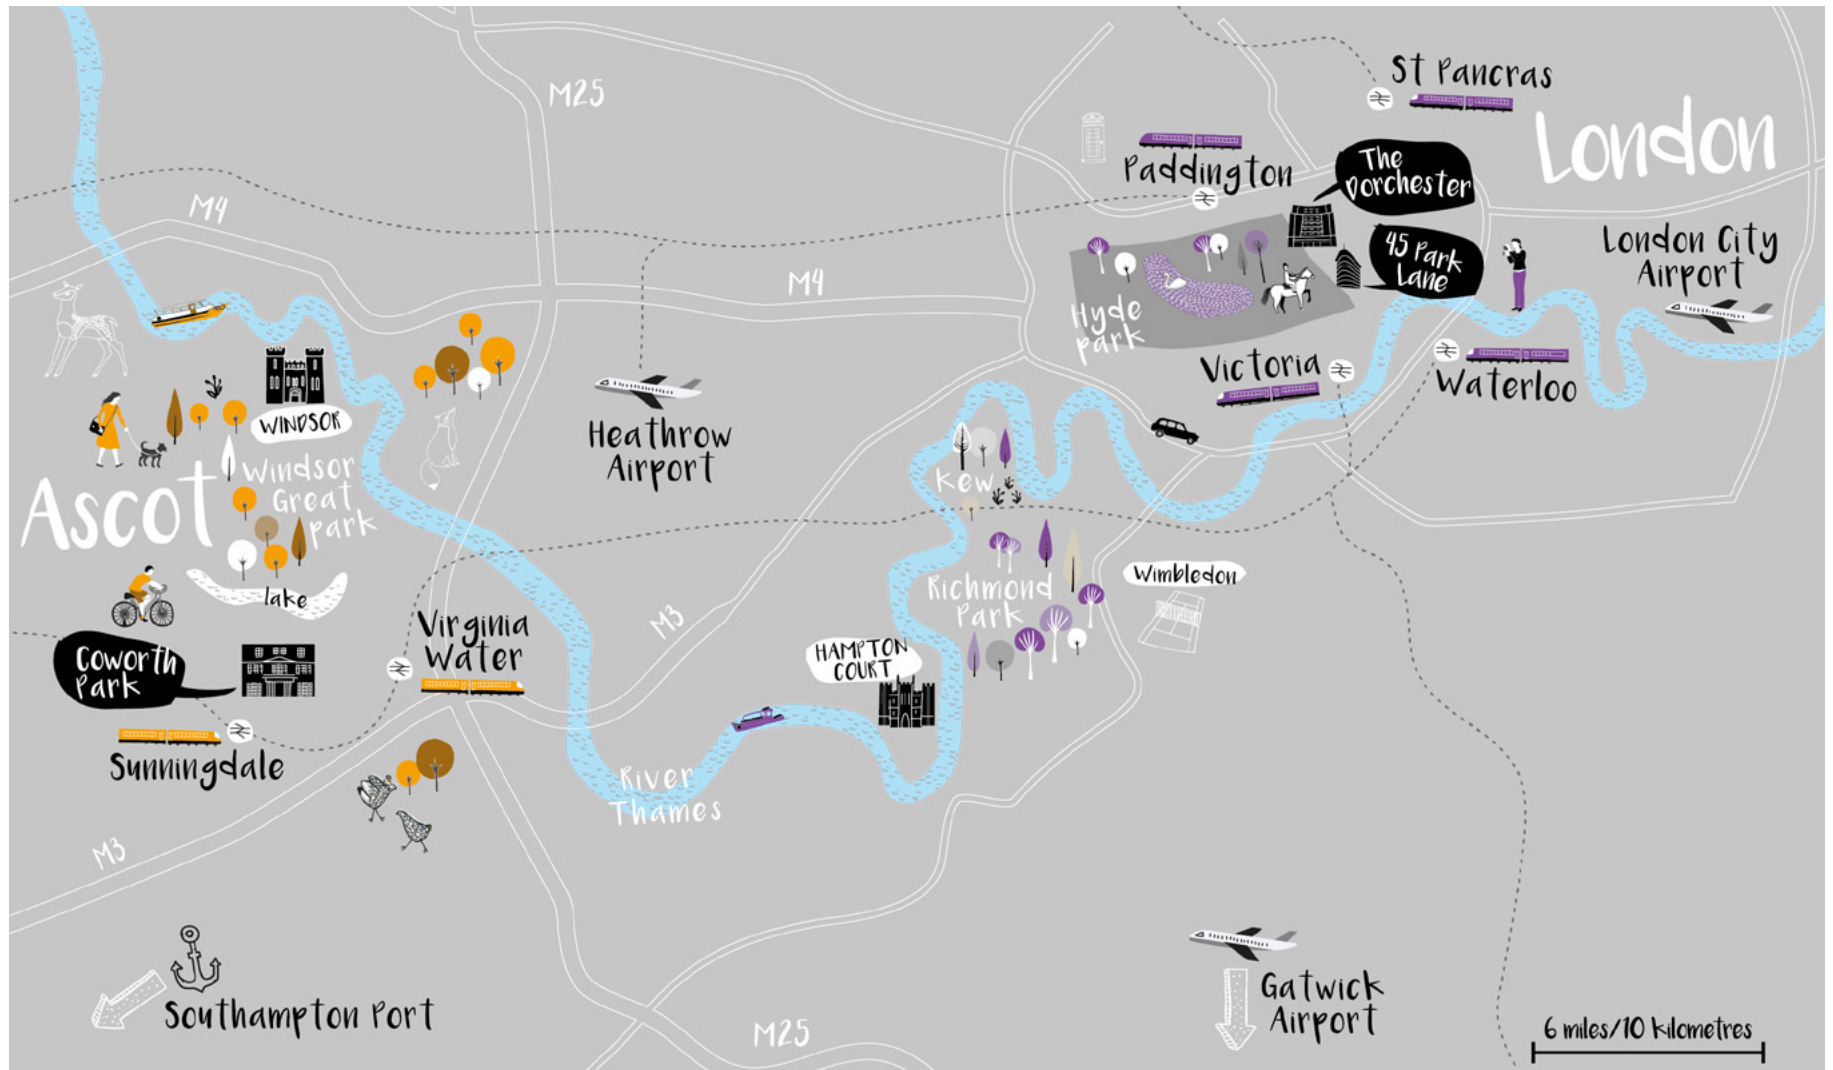 M25
St Pancras
London
Paddington
The
Dorchester
M4
45 Park
Lane
London City
Airport
M4
Hyde
Park
Victoria
Waterloo
WINDSOR
Heathrow
Airport
Windsor
Great
Park
Ascot
Kew
lake
Richmond
Park
Wimbledon
Virginia
Water
M3
HAMPTON
COURT
Coworth
Park
Sunningdale
River
Thames
M3
Southampton Port
Gatwick
Airport
M25
6 miles/10 kilometres